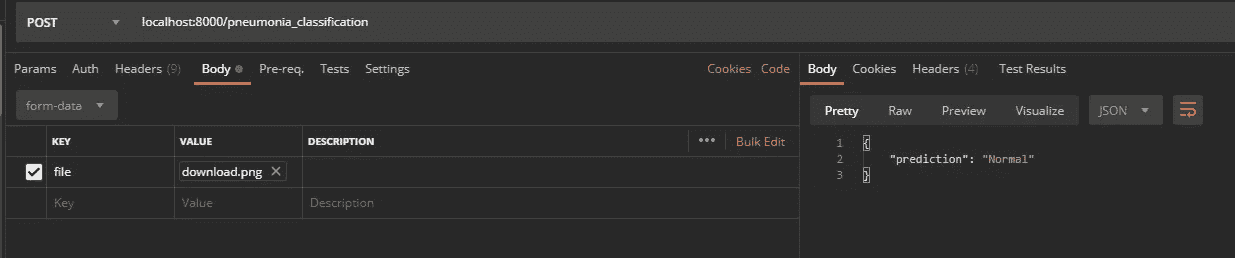 POST localhost:8000/pneumonia_classification
Params Auth Headers (9) Body Pre-req. Tests Settings Cookies Code
form-data
KEY VALUE DESCRIPTION ••• Bulk Edit
file download.png
Key Value Description
Body Cookies Headers (4) Test Results
Pretty Raw Preview Visualize JSON
1 {
2 "prediction": "Normal"
3 }